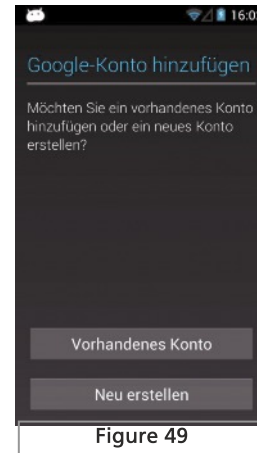 16:0
Google-Konto hinzufügen
Möchten Sie ein vorhandenes Konto
hinzufügen oder ein neues Konto
erstellen?
Vorhandenes Konto
Neu erstellen
Figure 49